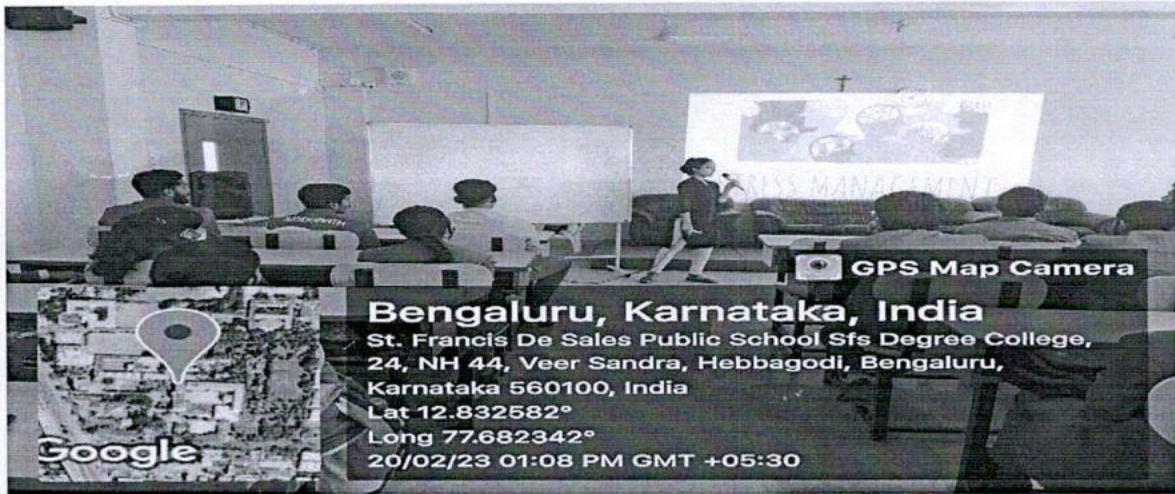 MANAGEMENT
GPS Map Camera
Bengaluru, Karnataka, India
St. Francis De Sales Public School Sfs Degree College,
24, NH 44, Veer Sandra, Hebbagodi, Bengaluru,
Karnataka 560100, India
Lat 12.832582°
Long 77.682342°
20/02/23 01:08 PM GMT +05:30
Google